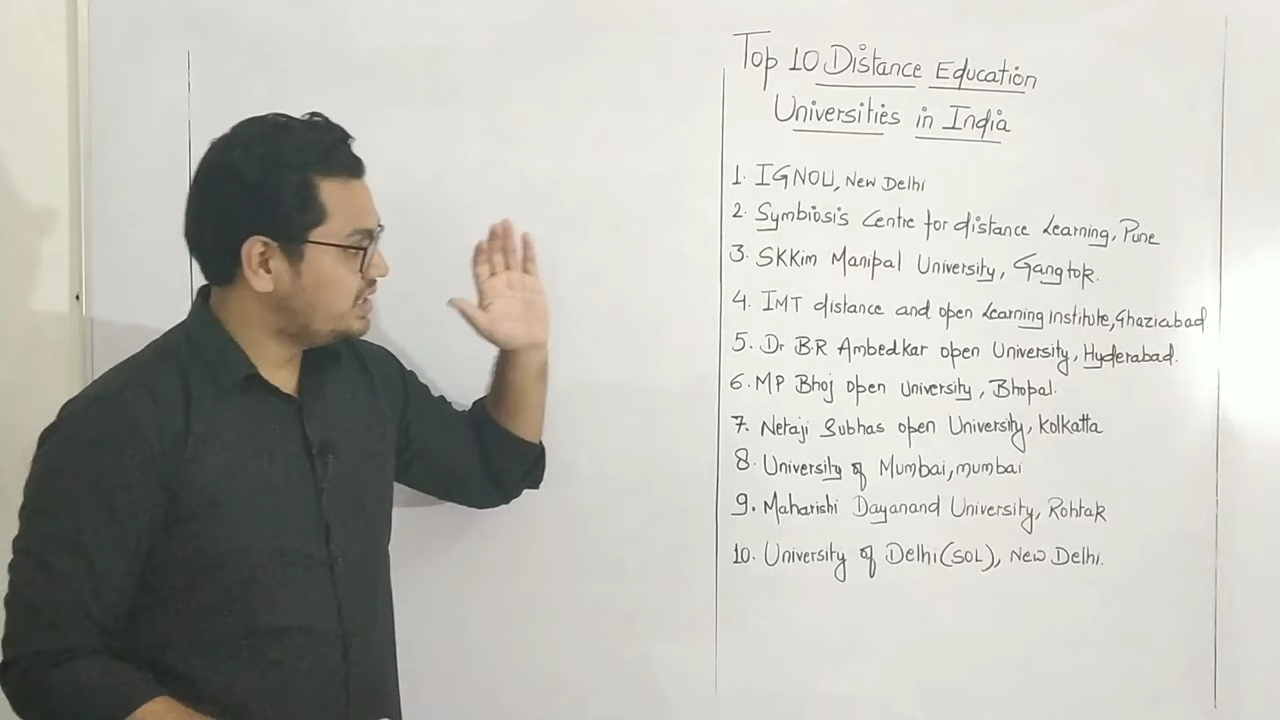 Top 10 Distance Education
Universities in India
1. IGNOU, New Delhi
2. Symbiosis Centre for distance Learning, Pune
3. SKKim Manipal University, Gangtok.
4. IMT distance and open Learning institute, Ghaziabad
5. Dr B.R Ambedkar open University, Hyderabad.
6. MP Bhoj open University, Bhopal.
7. Netaji Subhas open University, Kolkatta
8. University of Mumbai, mumbai
9. Maharishi Dayanand University, Rohtak
10. University of Delhi (SOL), New Delhi.